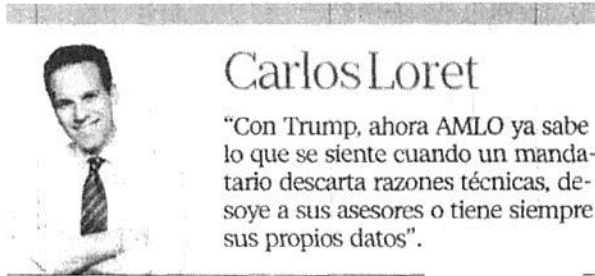 Carlos Loret
“Con Trump, ahora AMLO ya sabe
lo que se siente cuando un manda-
tario descarta razones técnicas, de-
soye a sus asesores o tiene siempre
sus propios datos”.